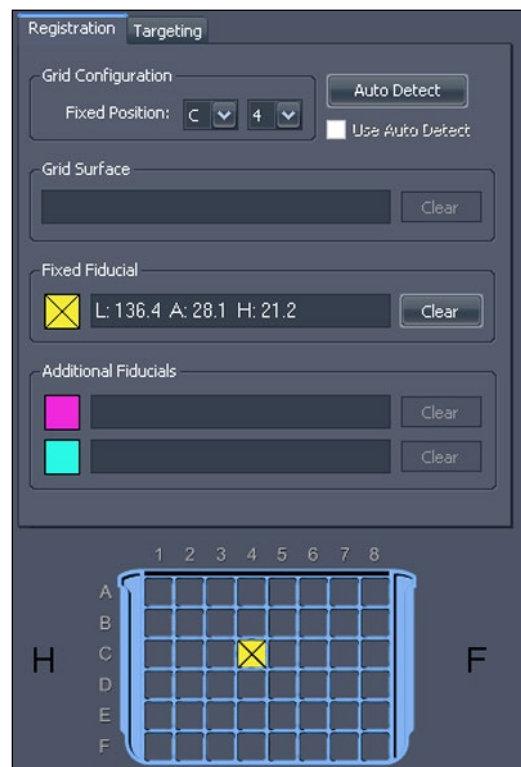 Registration Targeting
Grid Configuration
Fixed Position: C 4
Auto Detect
Use Auto Detect
Grid Surface
Clear
Fixed Fiducial
L: 136.4 A: 28.1 H: 21.2 Clear
Additional Fiducials
Clear
Clear
1 2 3 4 5 6 7 8
A
B
H C F
D
E
F